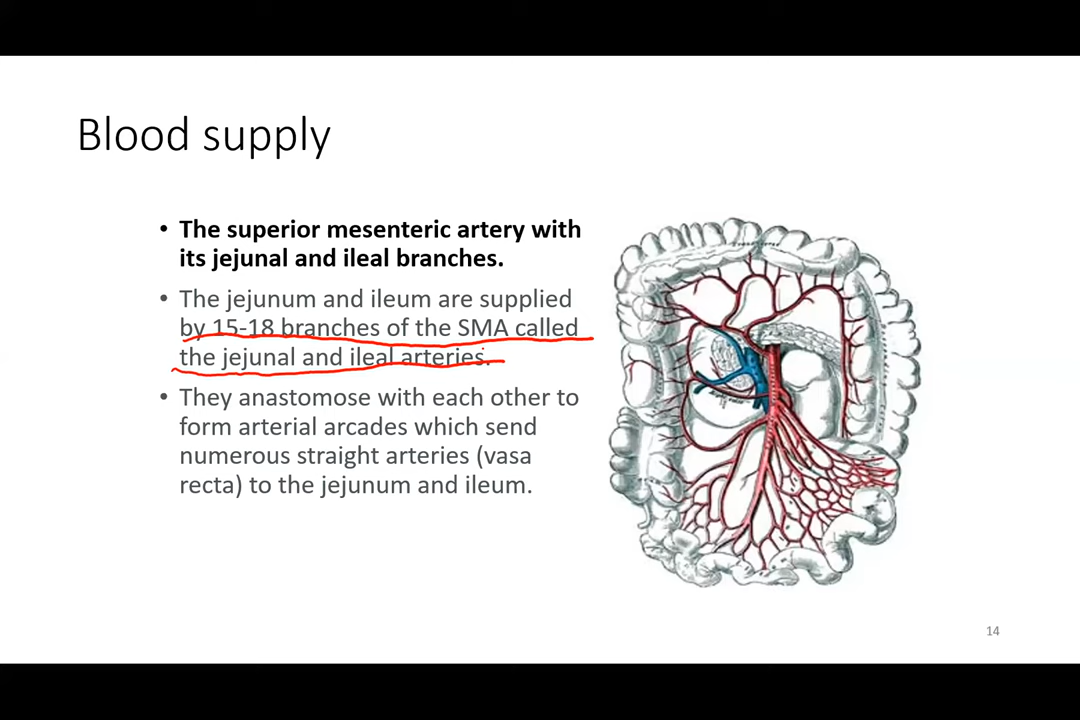 Blood supply
• The superior mesenteric artery with
its jejunal and ileal branches.
• The jejunum and ileum are supplied
by 15-18 branches of the SMA called
the jejunal and ileal arteries.
• They anastomose with each other to
form arterial arcades which send
numerous straight arteries (vasa
recta) to the jejunum and ileum.
14